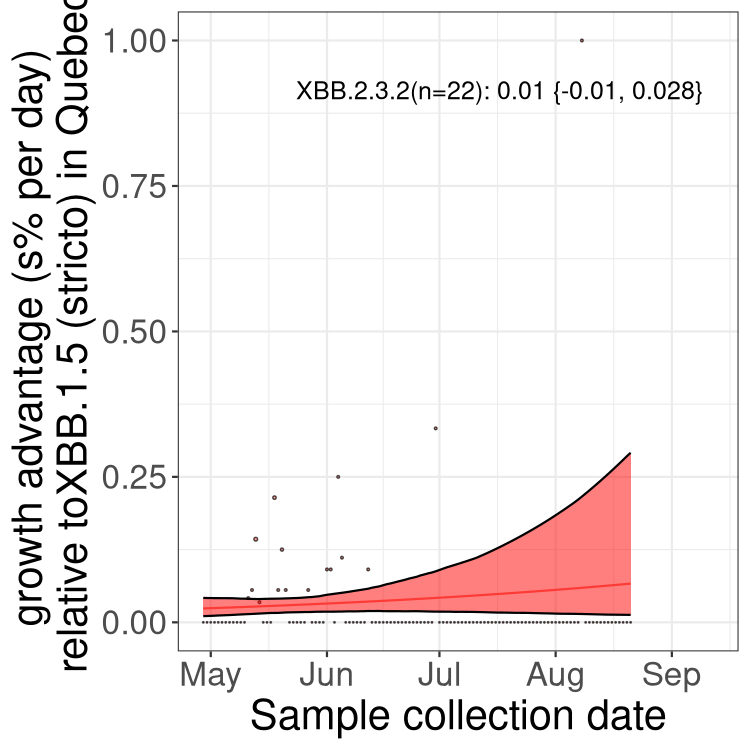 growth advantage (s% per day)
relative toXBB.1.5 (stricto) in Quebec
1.00
0.75
0.50
0.25
0.00
XBB.2.3.2(n=22): 0.01 {-0.01, 0.028}
May Jun Jul Aug Sep
Sample collection date